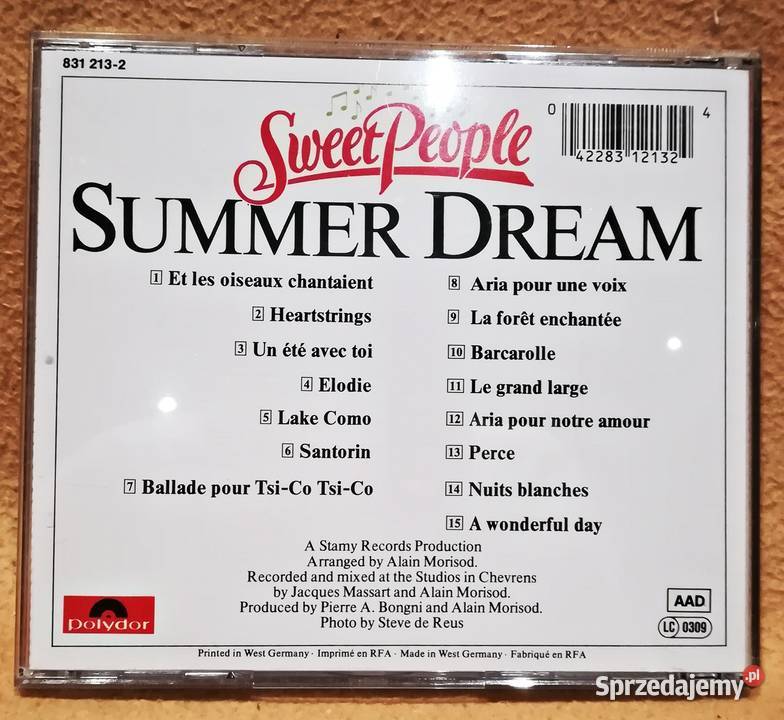 831 213-2
Sweet People
0 42283 12132 4
SUMMER DREAM
1 Et les oiseaux chantaient
2 Heartstrings
3 Un été avec toi
4 Elodie
5 Lake Como
6 Santorin
7 Ballade pour Tsi-Co Tsi-Co
8 Aria pour une voix
9 La forêt enchantée
10 Barcarolle
11 Le grand large
12 Aria pour notre amour
13 Perce
14 Nuits blanches
15 A wonderful day
A Stamy Records Production
Arranged by Alain Morisod.
Recorded and mixed at the Studios in Chevrens
by Jacques Massart and Alain Morisod.
Produced by Pierre A. Bongni and Alain Morisod.
Photo by Steve de Reus
polydor
AAD
LC 0309
Printed in West Germany · Imprimé en RFA · Made in West Germany · Fabriqué en RFA
Sprzedajemy.pl